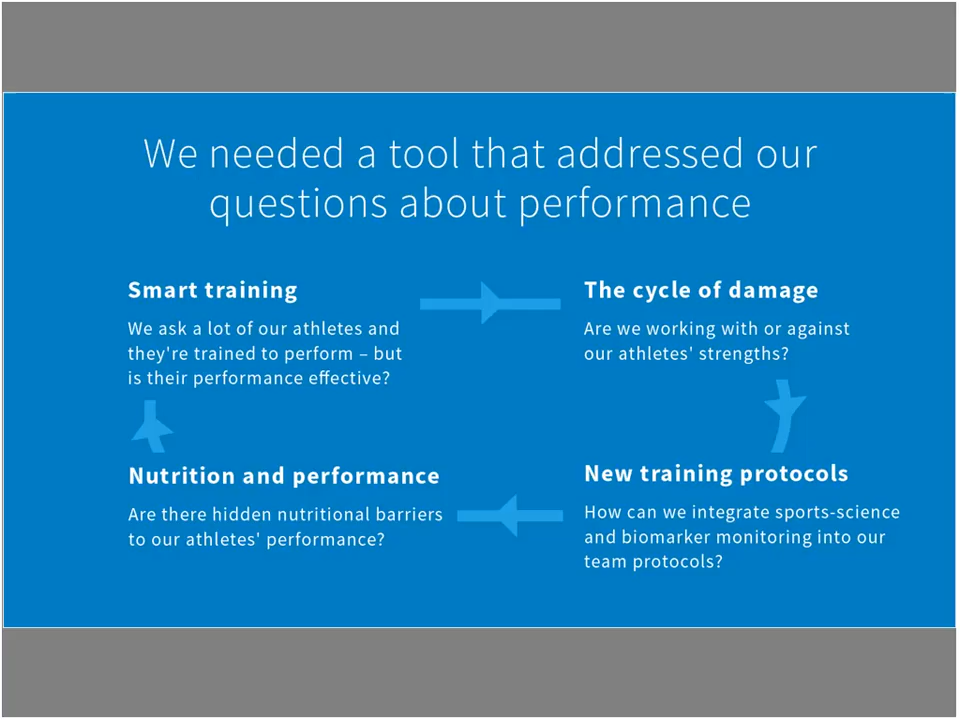 We needed a tool that addressed our
questions about performance
Smart training
We ask a lot of our athletes and
they're trained to perform – but
is their performance effective?
The cycle of damage
Are we working with or against
our athletes' strengths?
Nutrition and performance
Are there hidden nutritional barriers
to our athletes' performance?
New training protocols
How can we integrate sports-science
and biomarker monitoring into our
team protocols?